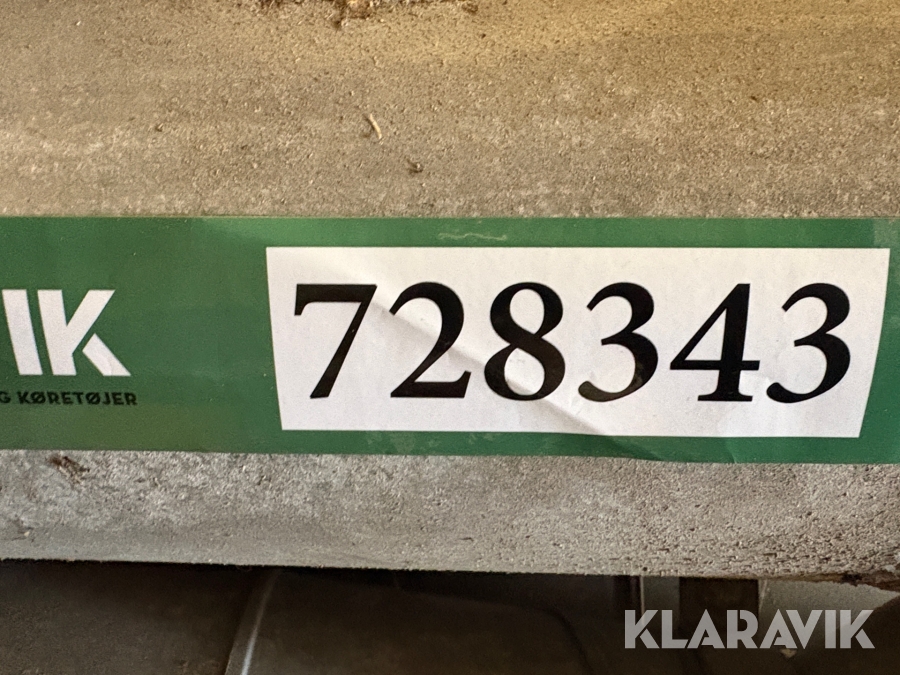 IK
728343
G KØRETØJER
KLARAVIK